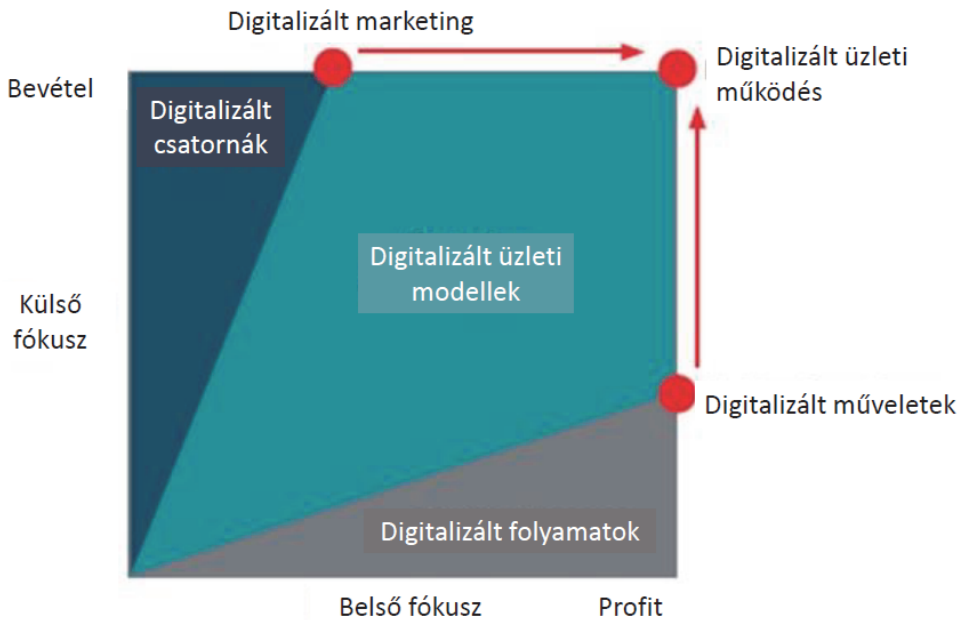 Digitalizált marketing
Digitalizált üzleti
működés
Bevétel
Digitalizált
csatornák
Digitalizált üzleti
modellek
Külső
fókusz
Digitalizált műveletek
Digitalizált folyamatok
Belső fókusz
Profit